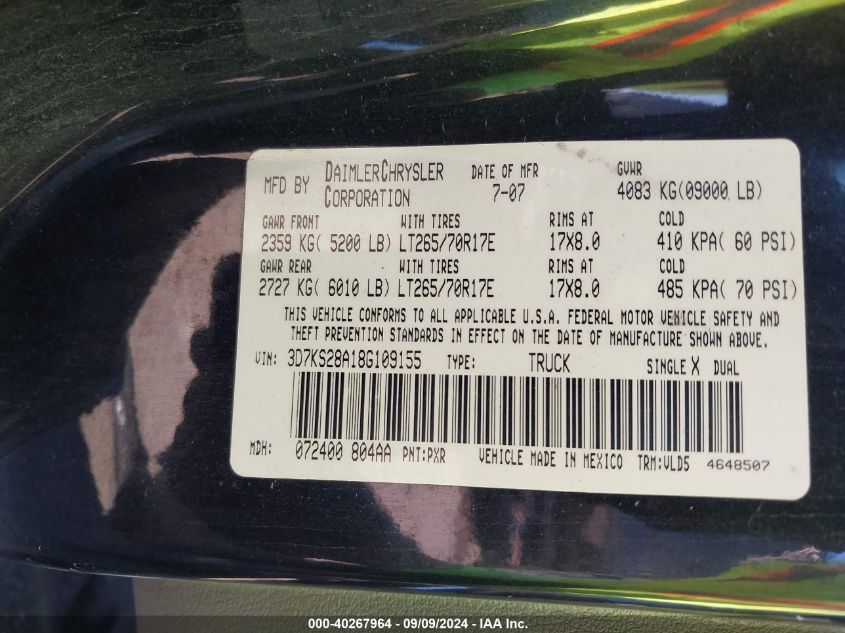 MFD BY DAIMLERCHRYSLER CORPORATION DATE OF MFR 7-07 GVWR 4083 KG(09000 LB)
GAWR FRONT WITH TIRES RIMS AT COLD
2359 KG( 5200 LB) LT265/70R17E 17X8.0 410 KPA( 60 PSI)
GAWR REAR WITH TIRES RIMS AT COLD
2727 KG( 6010 LB) LT265/70R17E 17X8.0 485 KPA( 70 PSI)
THIS VEHICLE CONFORMS TO ALL APPLICABLE U.S.A. FEDERAL MOTOR VEHICLE SAFETY AND
THEFT PREVENTION STANDARDS IN EFFECT ON THE DATE OF MANUFACTURE SHOWN ABOVE.
VIN: 3D7KS28A18G109155 TYPE: TRUCK SINGLE X DUAL
MDH: 072400 804AA PNT:PXR VEHICLE MADE IN MEXICO TRM:VLD5 4648507
000-40267964 - 09/09/2024 - IAA Inc.